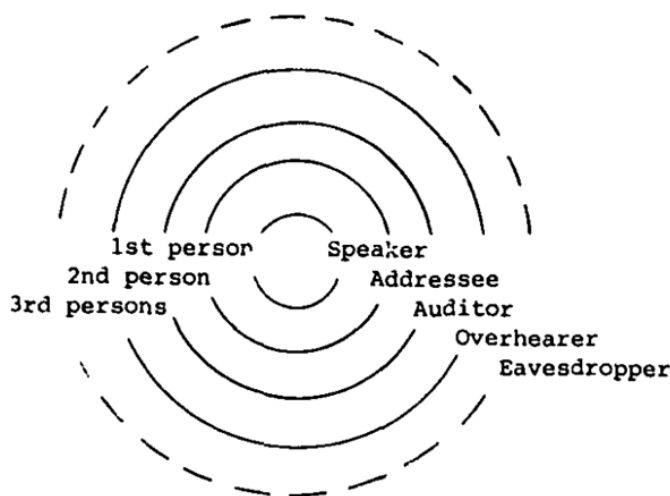 1st person Speaker
2nd person Addressee
3rd persons Auditor
Overhearer
Eavesdropper